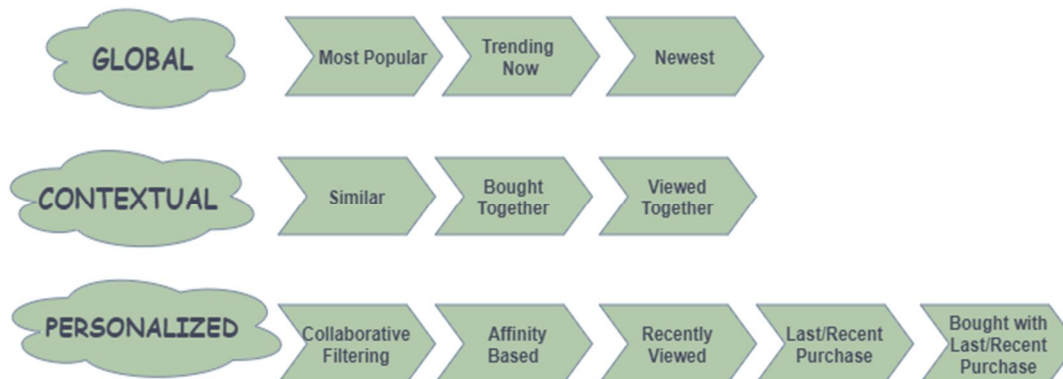 GLOBAL
Most Popular
Trending
Now
Newest
CONTEXTUAL
Similar
Bought
Together
Viewed
Together
PERSONALIZED
Collaborative
Filtering
Affinity
Based
Recently
Viewed
Last/Recent
Purchase
Bought with
Last/Recent
Purchase